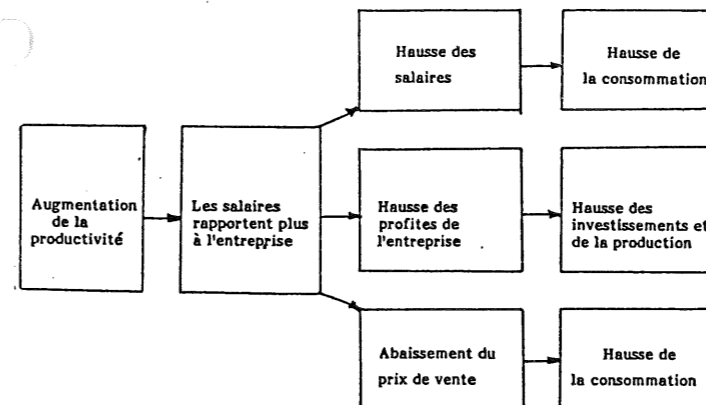 Hausse des
salaires
Hausse de
la consommation
Augmentation
de la
productivité
Les salaires
rapportent plus
à l'entreprise
Hausse des
profites de
l'entreprise
Hausse des
investissements et
de la production
Abaissement du
prix de vente
Hausse de
la consommation